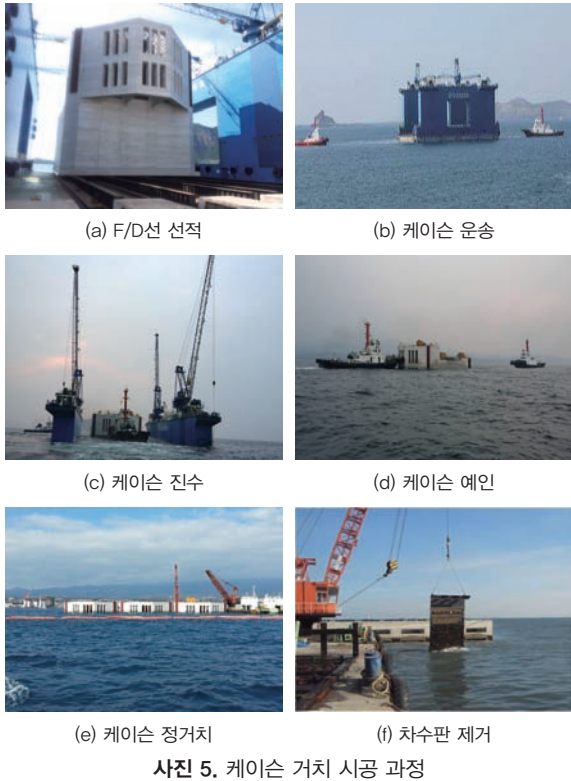 (a) F/D선 선적
(b) 케이슨 운송
(c) 케이슨 진수
(d) 케이슨 예인
(e) 케이슨 정거치
(f) 차수판 제거
사진 5. 케이슨 거치 시공 과정